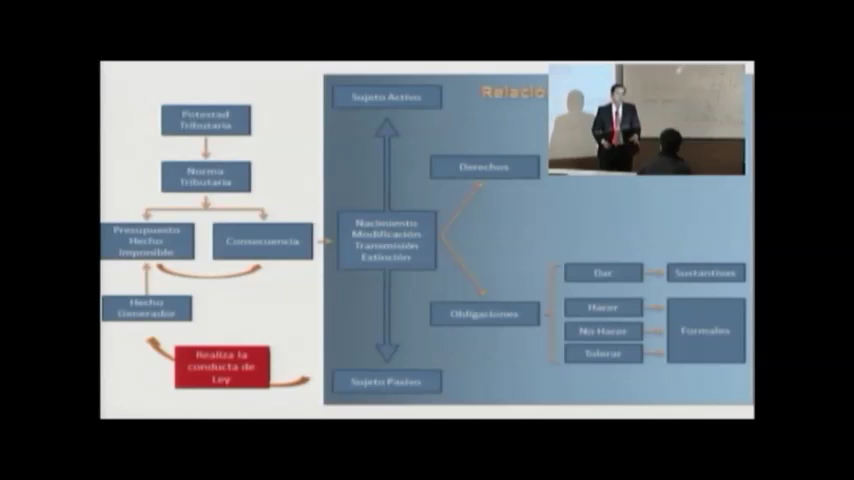 Relació
Sujeto Activo
Potestad
Tributaria
Derechos
Norma
Tributaria
Presupuesto
Hecho
Imponible
Consecuencia
Nacimiento
Modificación
Transmisión
Extinción
Dar
Sustantivas
Hecho
Generador
Obligaciones
Hacer
No Hacer
Tolerar
Formales
Realiza la
conducta de
Ley
Sujeto Pasivo